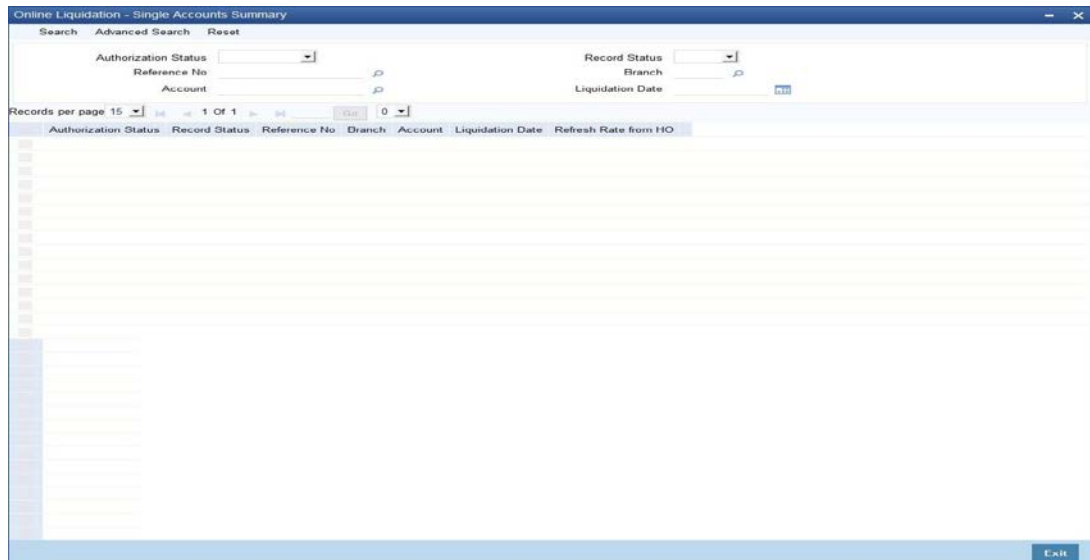 Online Liquidation - Single Accounts Summary
Search Advanced Search Reset
Authorization Status Record Status
Reference No Branch
Account Liquidation Date
Records per page 15 1 Of 1 Go 0
Authorization Status Record Status Reference No Branch Account Liquidation Date Refresh Rate from HO
Exit